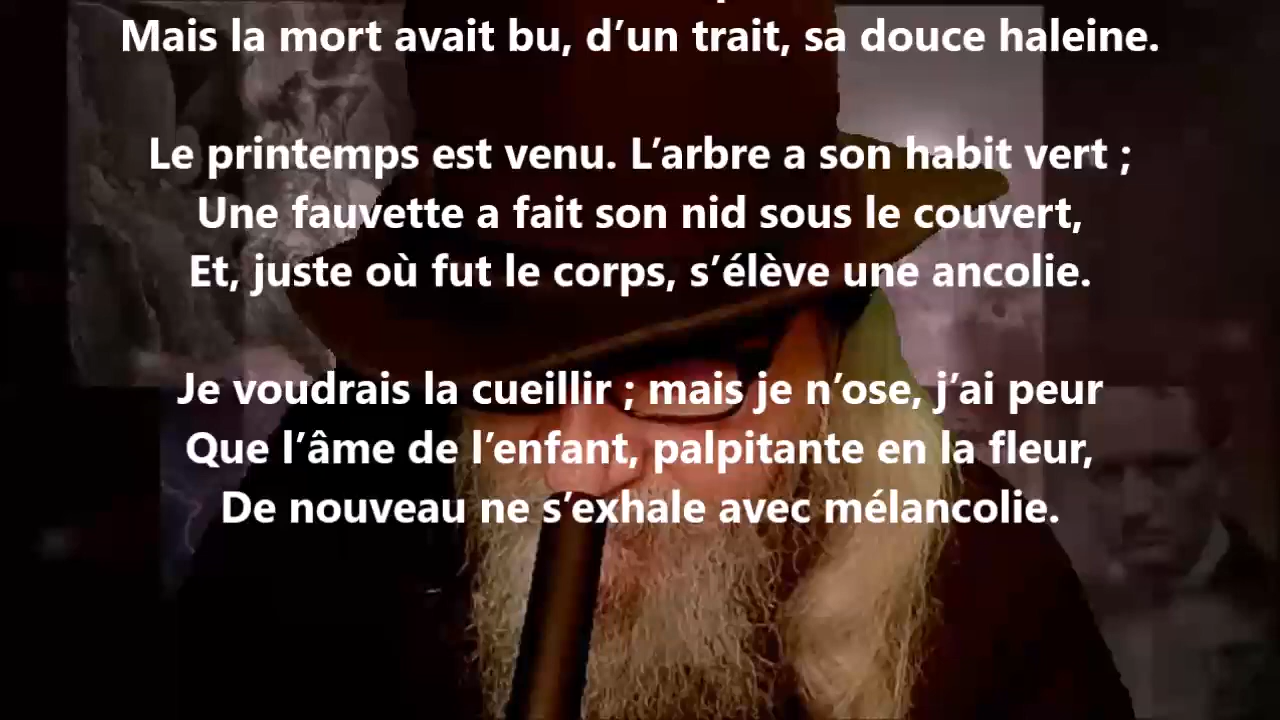 Mais la mort avait bu, d’un trait, sa douce haleine.
Le printemps est venu. L’arbre a son habit vert ;
Une fauvette a fait son nid sous le couvert,
Et, juste où fut le corps, s’élève une ancolie.
Je voudrais la cueillir ; mais je n’ose, j’ai peur
Que l’âme de l’enfant, palpitante en la fleur,
De nouveau ne s’exhale avec mélancolie.